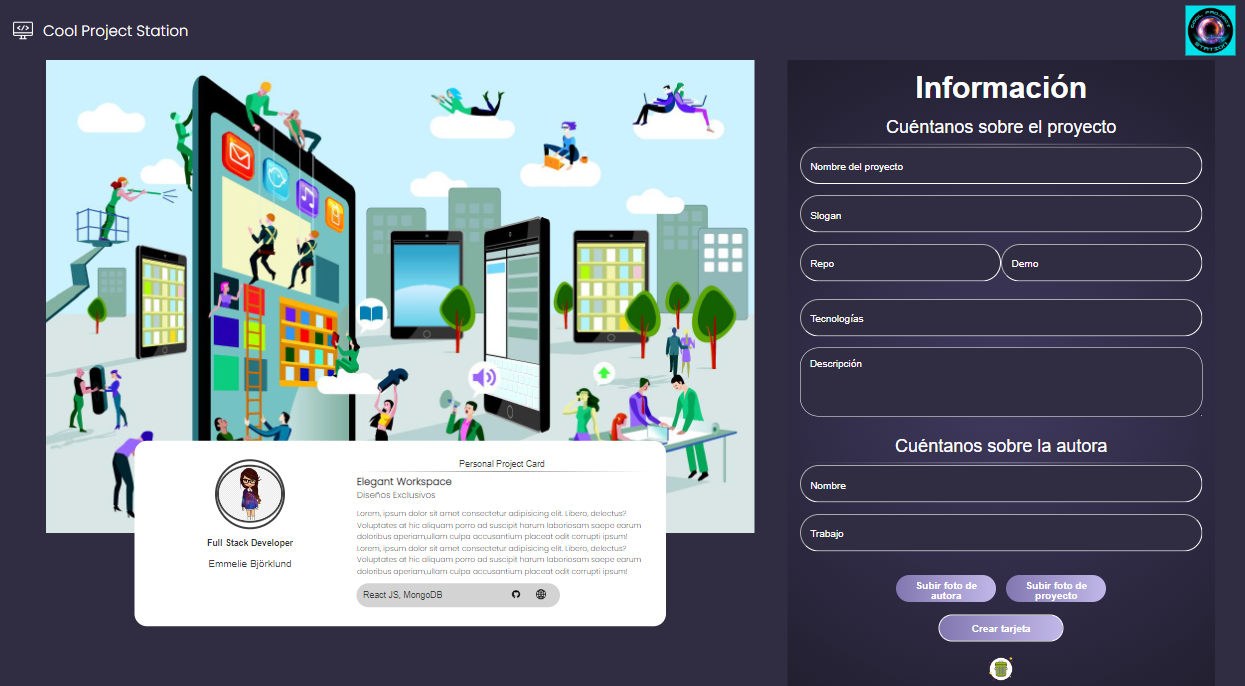 Cool Project Station
COOL PROJECT
STATION
Personal Project Card
Elegant Workspace
Diseños Exclusivos
Lorem, ipsum dolor sit amet consectetur adipisicing elit. Libero, delectus?
Voluptates at hic aliquam porro ad suscipit harum laboriosam saepe earum
doloribus aperiam,ullam culpa accusantium placeat odit corrupti ipsum!
Lorem, ipsum dolor sit amet consectetur adipisicing elit. Libero, delectus?
Voluptates at hic aliquam porro ad suscipit harum laboriosam saepe earum
doloribus aperiam,ullam culpa accusantium placeat odit corrupti ipsum!
Full Stack Developer
Emmelie Björklund
React JS, MongoDB
Información
Cuéntanos sobre el proyecto
Nombre del proyecto
Slogan
Repo
Demo
Tecnologías
Descripción
Cuéntanos sobre la autora
Nombre
Trabajo
Subir foto de
autora
Subir foto de
proyecto
Crear tarjeta